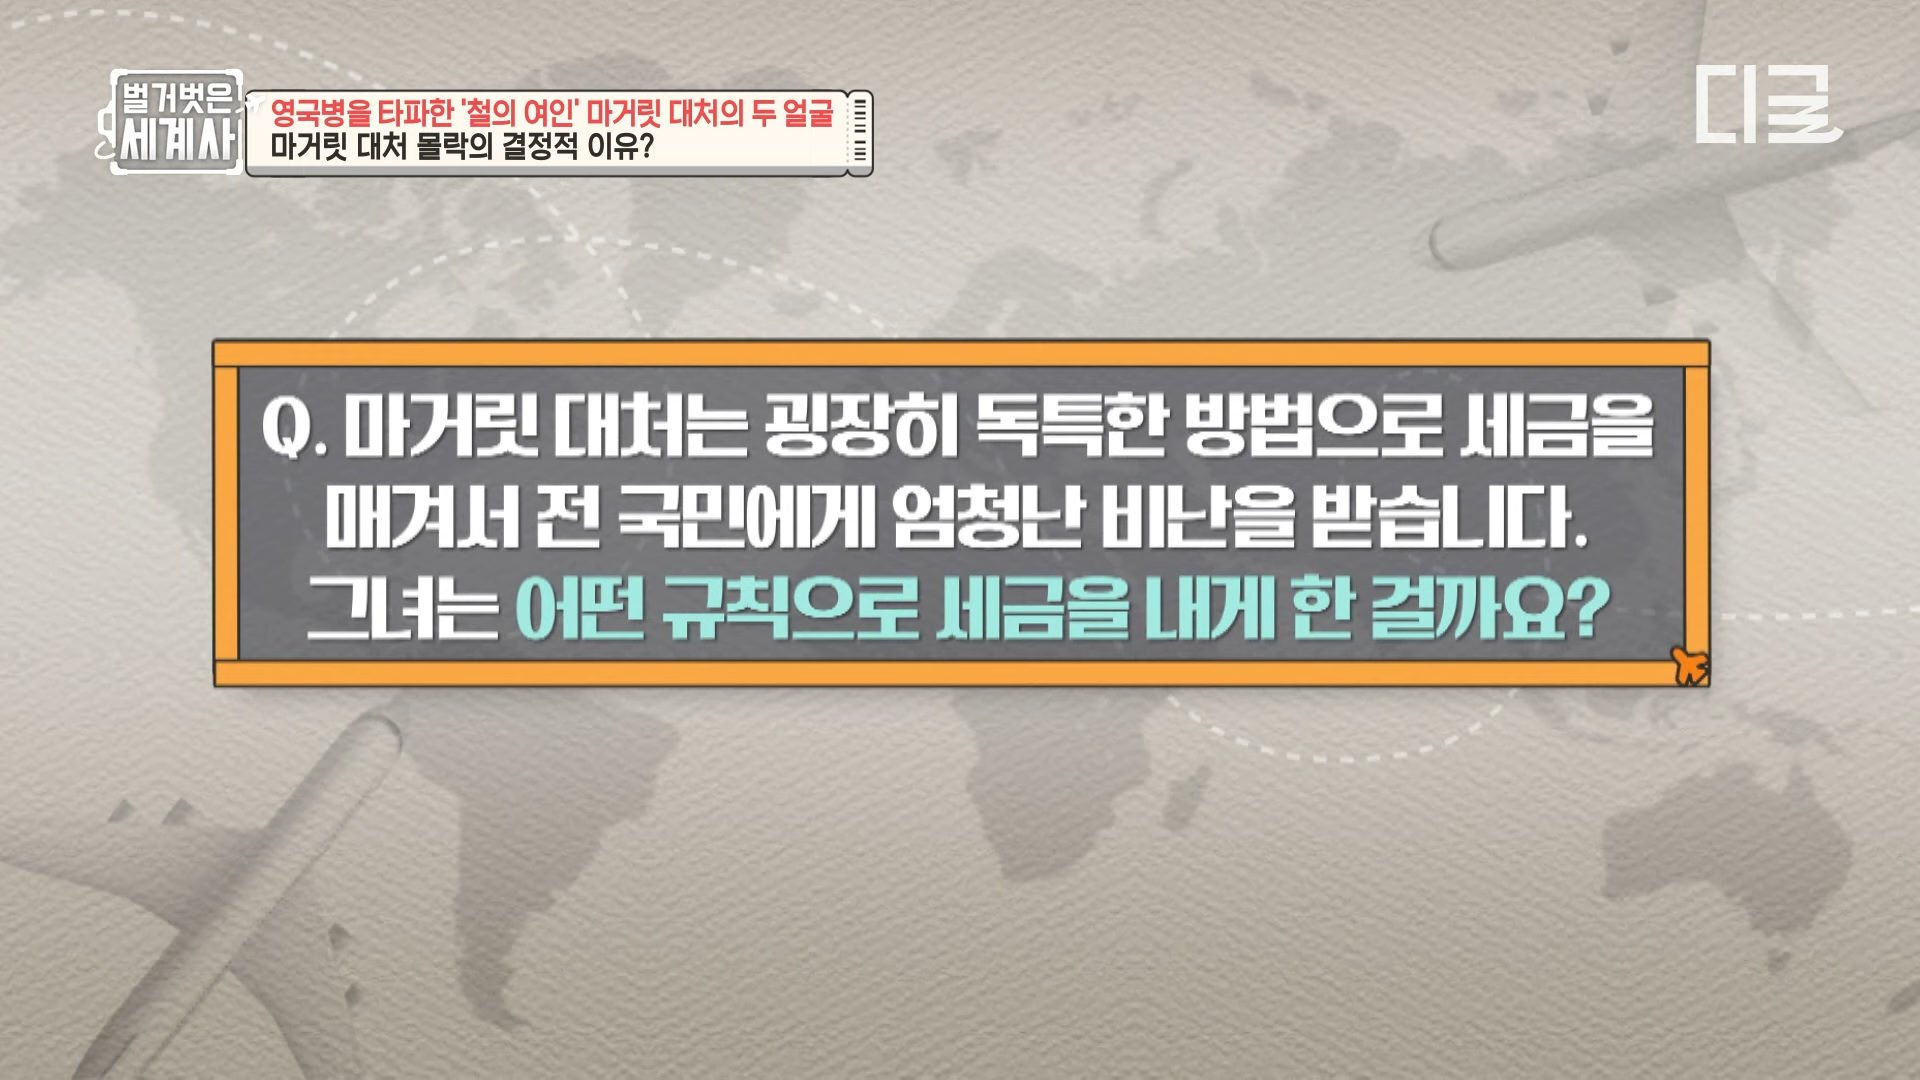 벌거벗은
세계사
영국병을 타파한 '철의 여인' 마거릿 대처의 두 얼굴
마거릿 대처 몰락의 결정적 이유?
디글
Q. 마거릿 대처는 굉장히 독특한 방법으로 세금을
매겨서 전 국민에게 엄청난 비난을 받습니다.
그녀는 어떤 규칙으로 세금을 내게 한 걸까요?